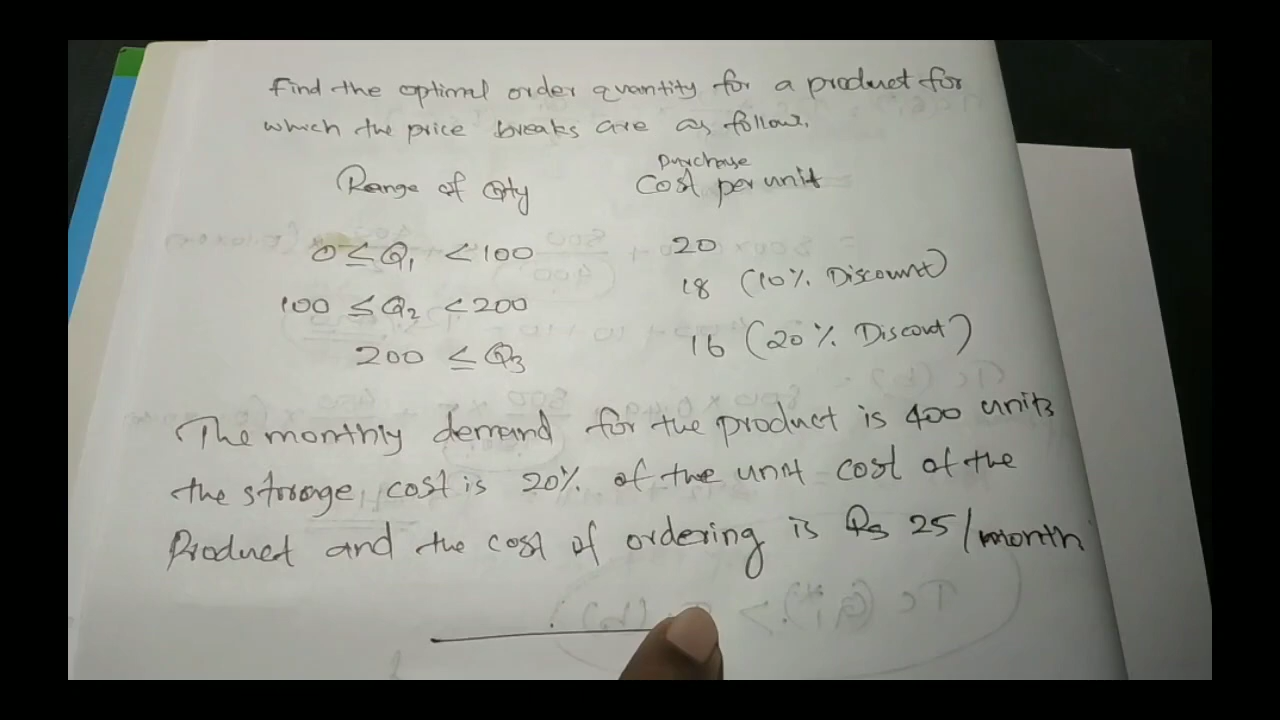 Find the optimal order quantity for a product for
which the price breaks are as follows.
Range of Qty
Purchase
Cost per unit
0 ≤ Q₁ < 100
20
100 ≤ Q₂ < 200
18 (10% Discount)
200 ≤ Q₃
16 (20% Discout)
The monthly demand for the product is 400 units
the storage cost is 20% of the unit cost of the
Product and the cost of ordering is Rs 25/month